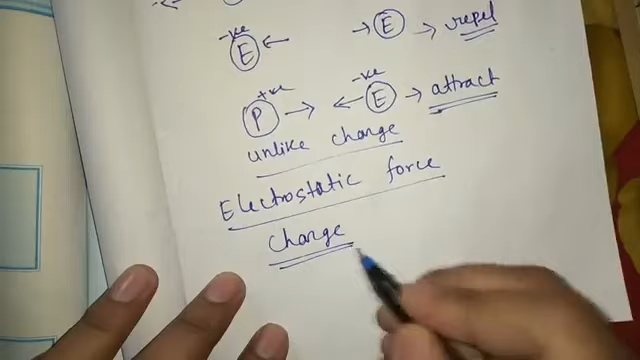 -ve
E ← → E → repel
+ve -ve
P → ← E → attract
unlike charge
Electrostatic force
Charge